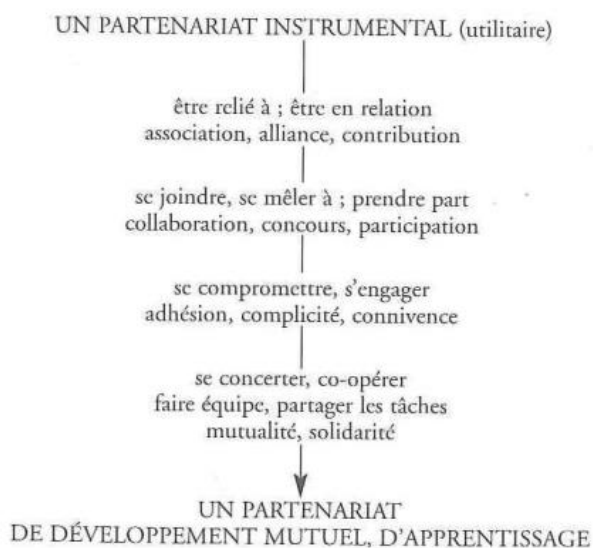 UN PARTENARIAT INSTRUMENTAL (utilitaire)
être relié à ; être en relation
association, alliance, contribution
se joindre, se mêler à ; prendre part
collaboration, concours, participation
se compromettre, s'engager
adhésion, complicité, connivence
se concerter, co-opérer
faire équipe, partager les tâches
mutualité, solidarité
UN PARTENARIAT
DE DÉVELOPPEMENT MUTUEL, D'APPRENTISSAGE